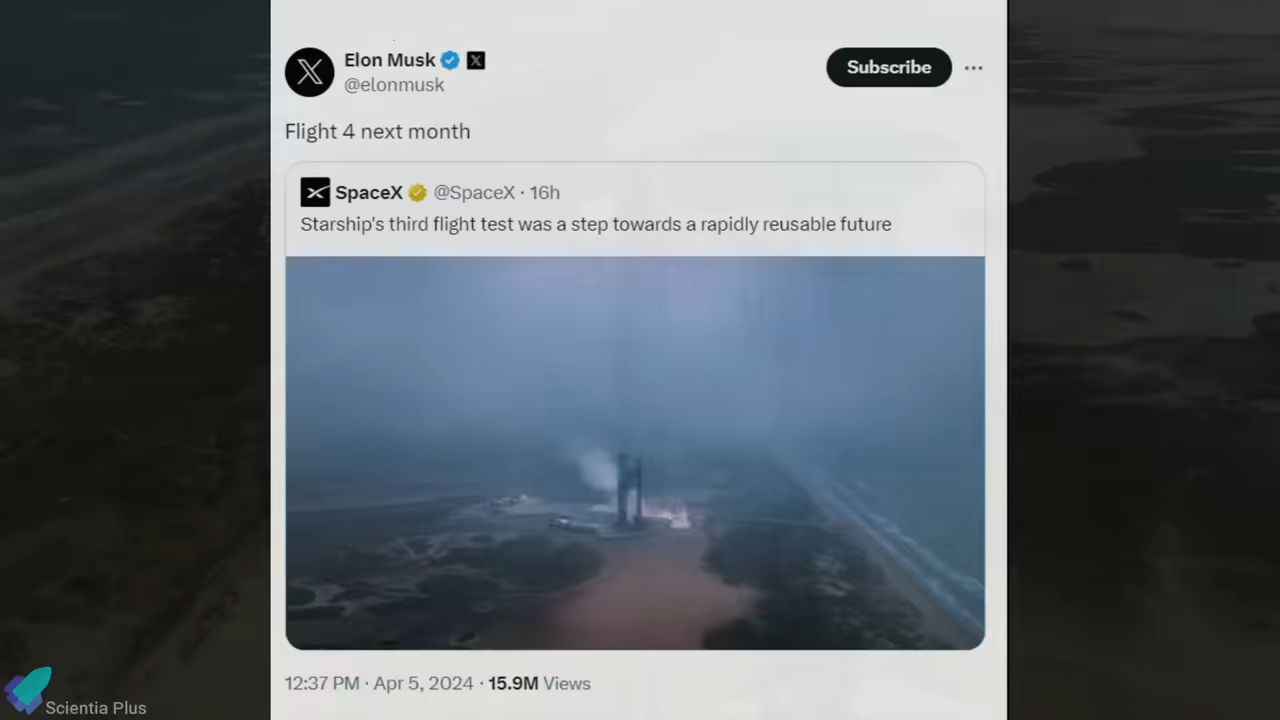 Elon Musk
@elonmusk
Subscribe
Flight 4 next month
SpaceX @SpaceX · 16h
Starship's third flight test was a step towards a rapidly reusable future
12:37 PM · Apr 5, 2024 · 15.9M Views
Scientia Plus